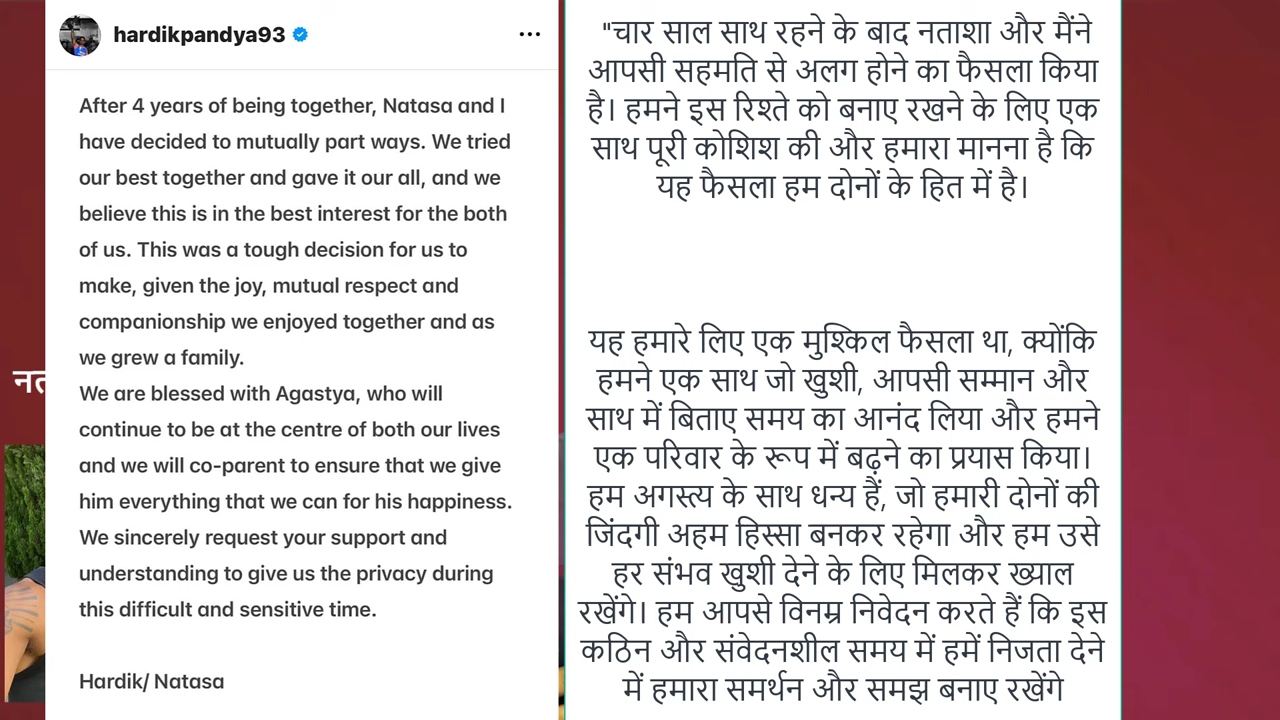 hardikpandya93
After 4 years of being together, Natasa and I
have decided to mutually part ways. We tried
our best together and gave it our all, and we
believe this is in the best interest for the both
of us. This was a tough decision for us to
make, given the joy, mutual respect and
companionship we enjoyed together and as
we grew a family.
We are blessed with Agastya, who will
continue to be at the centre of both our lives
and we will co-parent to ensure that we give
him everything that we can for his happiness.
We sincerely request your support and
understanding to give us the privacy during
this difficult and sensitive time.
Hardik/ Natasa
"चार साल साथ रहने के बाद नताशा और मैंने
आपसी सहमति से अलग होने का फैसला किया
है। हमने इस रिश्ते को बनाए रखने के लिए एक
साथ पूरी कोशिश की और हमारा मानना है कि
यह फैसला हम दोनों के हित में है।
यह हमारे लिए एक मुश्किल फैसला था, क्योंकि
हमने एक साथ जो खुशी, आपसी सम्मान और
साथ में बिताए समय का आनंद लिया और हमने
एक परिवार के रूप में बढ़ने का प्रयास किया।
हम अगस्त्य के साथ धन्य हैं, जो हमारी दोनों की
जिंदगी अहम हिस्सा बनकर रहेगा और हम उसे
हर संभव खुशी देने के लिए मिलकर ख्याल
रखेंगे। हम आपसे विनम्र निवेदन करते हैं कि इस
कठिन और संवेदनशील समय में हमें निजता देने
में हमारा समर्थन और समझ बनाए रखेंगे